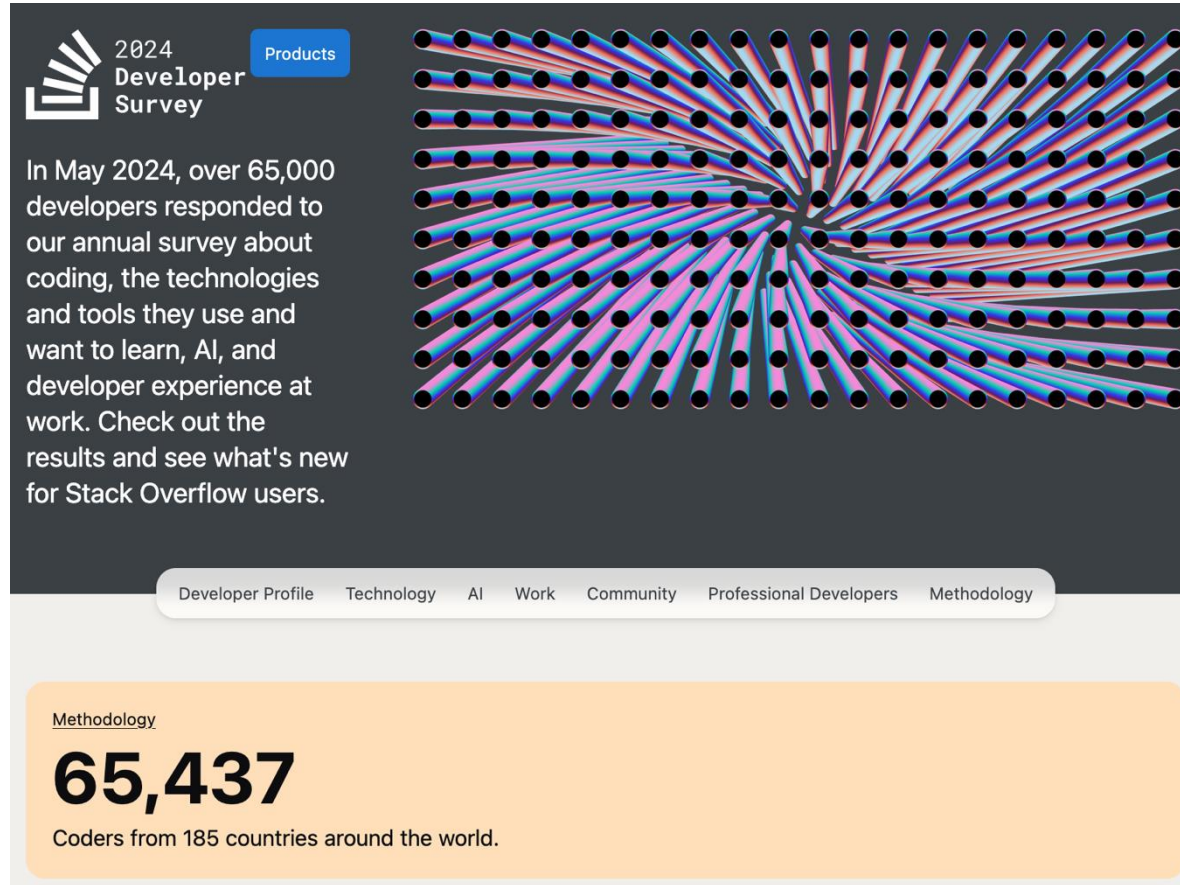 2024
Developer
Survey
Products
In May 2024, over 65,000
developers responded to
our annual survey about
coding, the technologies
and tools they use and
want to learn, AI, and
developer experience at
work. Check out the
results and see what's new
for Stack Overflow users.
Developer Profile Technology AI Work Community Professional Developers Methodology
Methodology
65,437
Coders from 185 countries around the world.